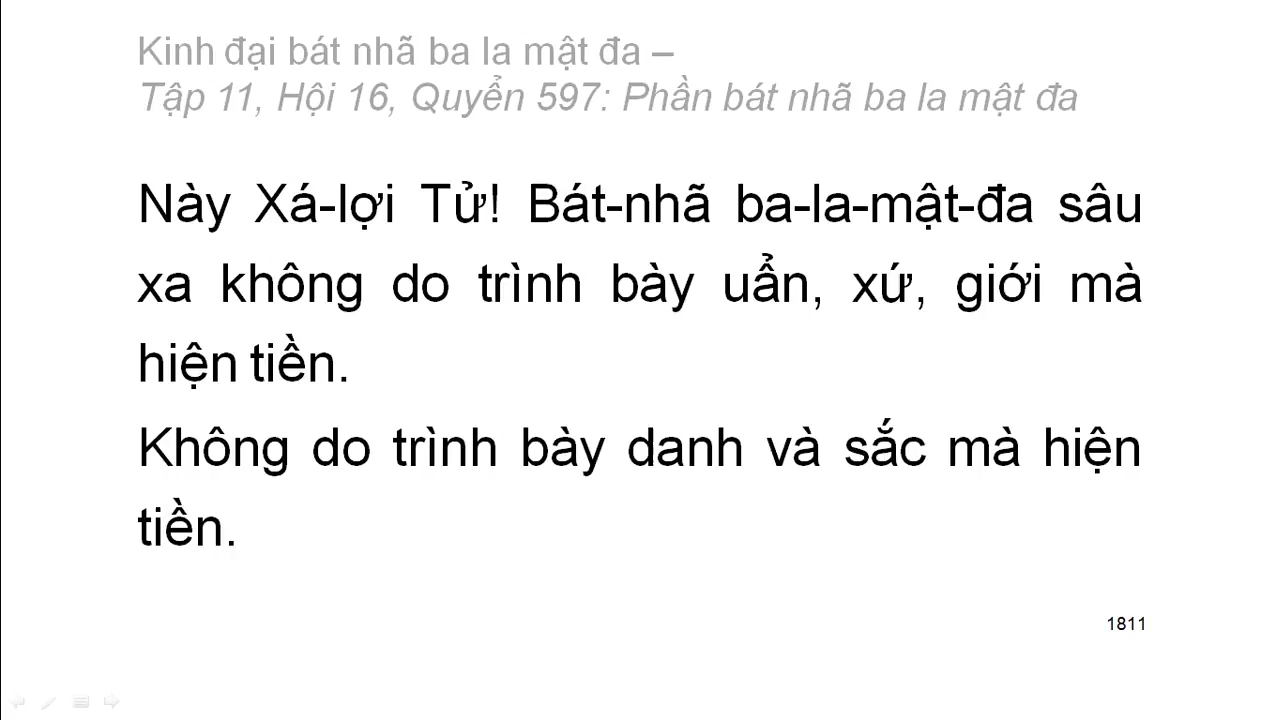 Kinh đại bát nhã ba la mật đa –
Tập 11, Hội 16, Quyển 597: Phần bát nhã ba la mật đa
Này Xá-lợi Tử! Bát-nhã ba-la-mật-đa sâu
xa không do trình bày uẩn, xứ, giới mà
hiện tiền.
Không do trình bày danh và sắc mà hiện
tiền.
1811